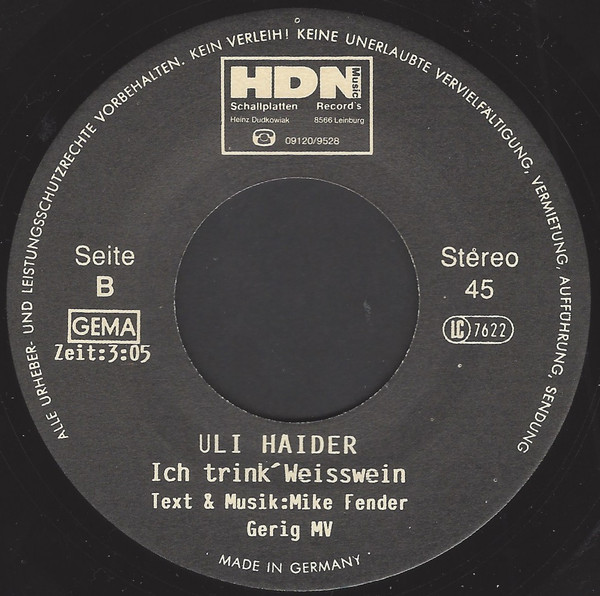 ALLE URHEBER- UND LEISTUNGSSCHUTZRECHTE VORBEHALTEN. KEIN VERLEIH! KEINE UNERLAUBTE VERVIELFÄLTIGUNG, VERMIETUNG, AUFFÜHRUNG, SENDUNG
HDN Music
Schallplatten Record's
Heinz Dudkowiak 8566 Leinburg
09120/9528
Seite
B
GEMA
Zeit:3:05
Stereo
45
LC 7622
ULI HAIDER
Ich trink´Weisswein
Text & Musik:Mike Fender
Gerig MV
MADE IN GERMANY